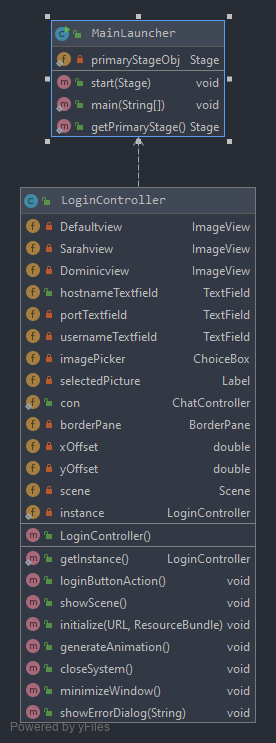 MainLauncher
primaryStageObj Stage
start(Stage) void
main(String[]) void
getPrimaryStage() Stage
LoginController
Defaultview ImageView
Sarahview ImageView
Dominicview ImageView
hostnameTextfield TextField
portTextfield TextField
usernameTextfield TextField
imagePicker ChoiceBox
selectedPicture Label
con ChatController
borderPane BorderPane
xOffset double
yOffset double
scene Scene
instance LoginController
LoginController()
getInstance() LoginController
loginButtonAction() void
showScene() void
initialize(URL, ResourceBundle) void
generateAnimation() void
closeSystem() void
minimizeWindow() void
showErrorDialog(String) void
Powered by yFiles